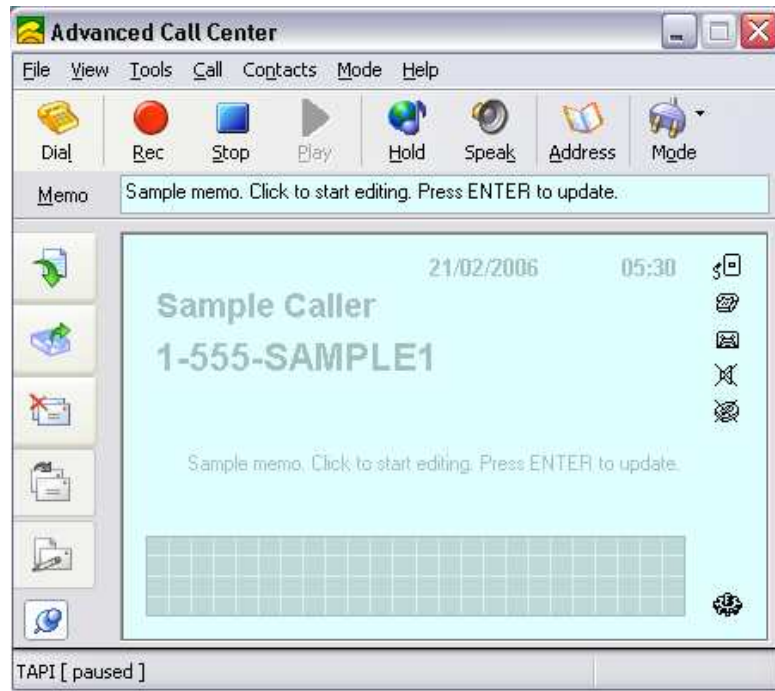 Advanced Call Center
File View Tools Call Contacts Mode Help
Dial Rec Stop Play Hold Speak Address Mode
Memo Sample memo. Click to start editing. Press ENTER to update.
21/02/2006 05:30
Sample Caller
1-555-SAMPLE1
Sample memo. Click to start editing. Press ENTER to update.
TAPI [ paused ]